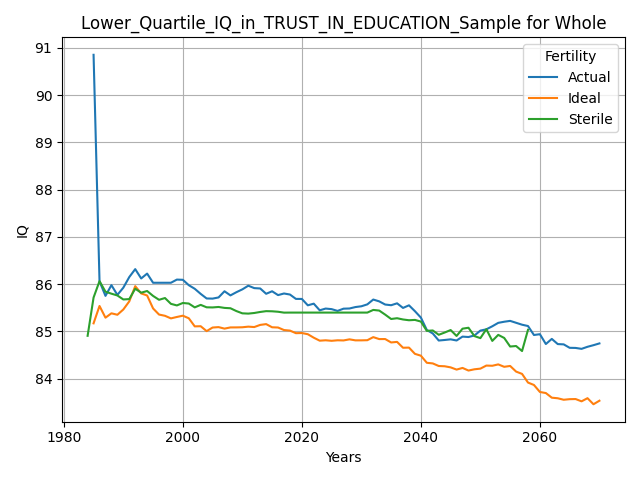 Lower_Quartile_IQ_in_TRUST_IN_EDUCATION_Sample for Whole
91
90
89
88
87
86
85
84
IQ
Fertility
Actual
Ideal
Sterile
1980
2000
2020
2040
2060
Years